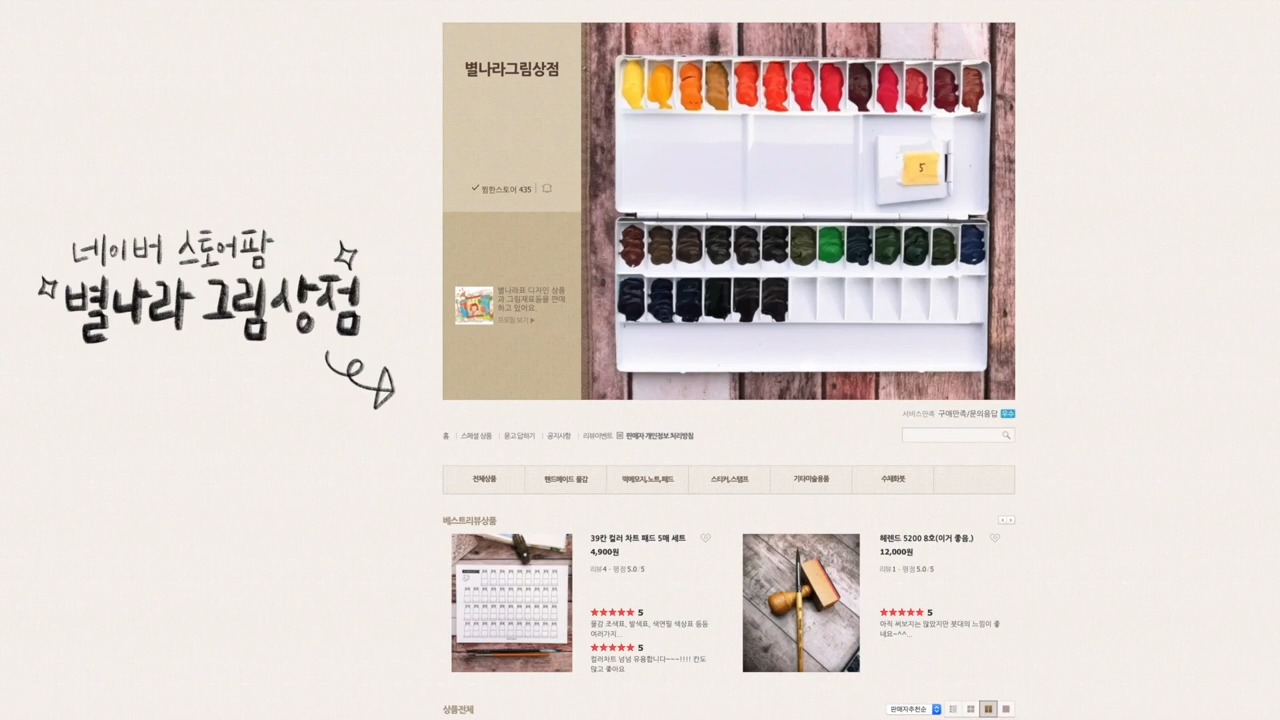 네이버 스토어팜
별나라 그림상점
별나라그림상점
찜한스토어 435
5
별나라표 디자인 상품
과 그림재료들을 판매
하고 있어요.
프로필 보기 ▶
서비스만족 구매만족/문의응답 우수
홈 스페셜 상품 묻고 답하기 공지사항 리뷰이벤트 판매자 개인정보 처리방침
전체상품 핸드메이드 물감 떡메모지,노트,패드 스티커,스탬프 기타미술용품 수채화붓
베스트리뷰상품
39칸 컬러 차트 패드 5매 세트
4,900원
리뷰4 · 평점5.0/5
★★★★★ 5
물감 조색표, 발색표, 색연필 색상표 등등
여러가지...
★★★★★ 5
컬러차트 넘넘 유용합니다~~~!!!! 칸도
많고 좋아요
헤렌드 5200 8호(이거 좋음.)
12,000원
리뷰1 · 평점5.0/5
★★★★★ 5
아직 써보지는 않았지만 붓대의 느낌이 좋
네요~^^...
상품전체
판매자추천순